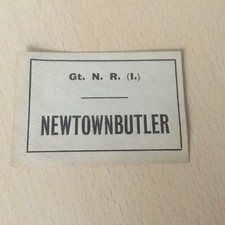 Gt. N. R. (I.)
NEWTOWNBUTLER